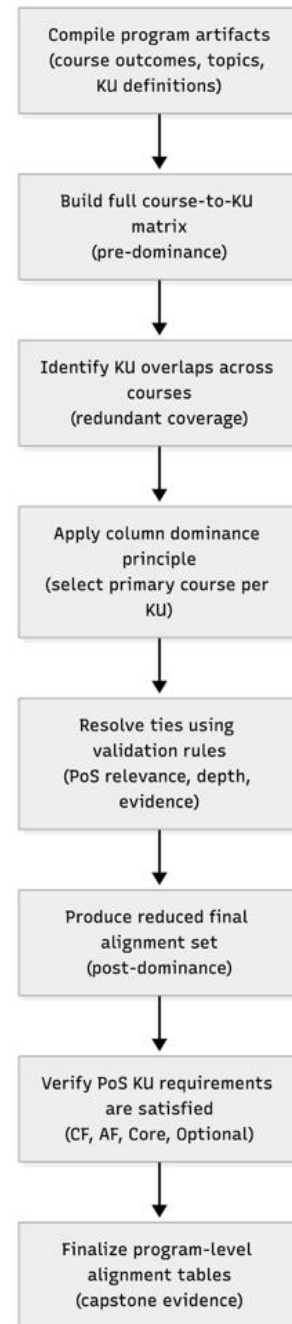 Compile program artifacts
(course outcomes, topics,
KU definitions)
Build full course-to-KU
matrix
(pre-dominance)
Identify KU overlaps across
courses
(redundant coverage)
Apply column dominance
principle
(select primary course per
KU)
Resolve ties using
validation rules
(PoS relevance, depth,
evidence)
Produce reduced final
alignment set
(post-dominance)
Verify PoS KU requirements
are satisfied
(CF, AF, Core, Optional)
Finalize program-level
alignment tables
(capstone evidence)